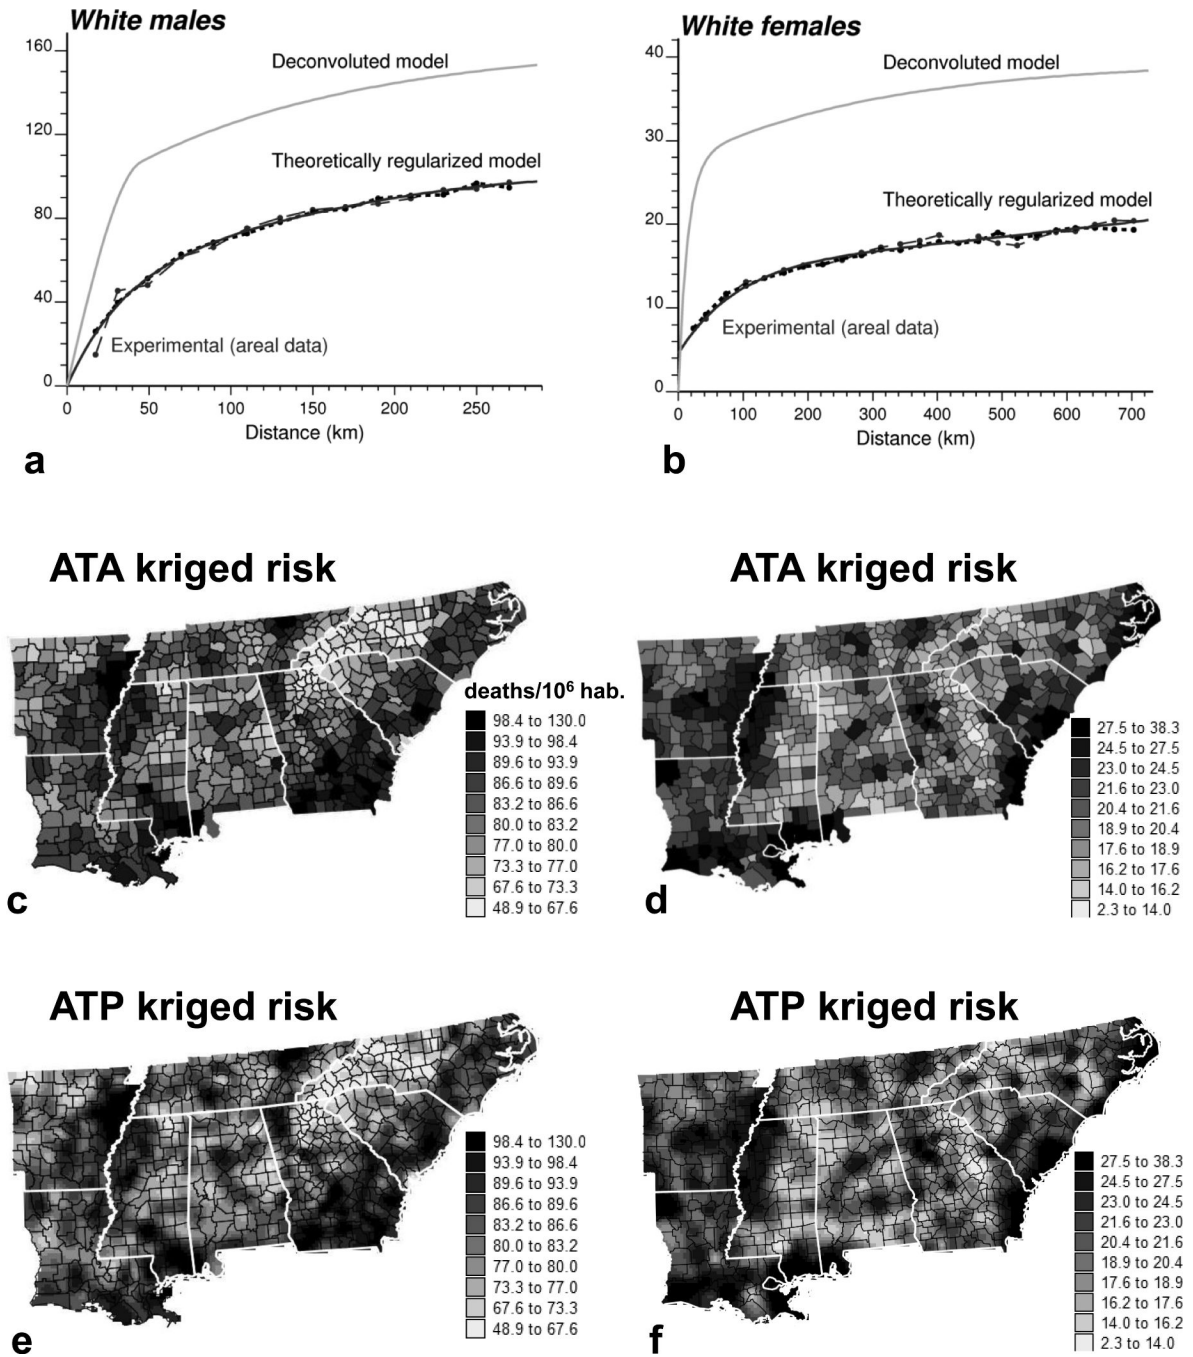 White males
160
120
80
40
0
Deconvoluted model
Theoretically regularized model
Experimental (areal data)
0 50 100 150 200 250
Distance (km)
a
White females
40
30
20
10
0
Deconvoluted model
Theoretically regularized model
Experimental (areal data)
0 100 200 300 400 500 600 700
Distance (km)
b
ATA kriged risk
deaths/10⁶ hab.
98.4 to 130.0
93.9 to 98.4
89.6 to 93.9
86.6 to 89.6
83.2 to 86.6
80.0 to 83.2
77.0 to 80.0
73.3 to 77.0
67.6 to 73.3
48.9 to 67.6
c
ATA kriged risk
27.5 to 38.3
24.5 to 27.5
23.0 to 24.5
21.6 to 23.0
20.4 to 21.6
18.9 to 20.4
17.6 to 18.9
16.2 to 17.6
14.0 to 16.2
2.3 to 14.0
d
ATP kriged risk
98.4 to 130.0
93.9 to 98.4
89.6 to 93.9
86.6 to 89.6
83.2 to 86.6
80.0 to 83.2
77.0 to 80.0
73.3 to 77.0
67.6 to 73.3
48.9 to 67.6
e
ATP kriged risk
27.5 to 38.3
24.5 to 27.5
23.0 to 24.5
21.6 to 23.0
20.4 to 21.6
18.9 to 20.4
17.6 to 18.9
16.2 to 17.6
14.0 to 16.2
2.3 to 14.0
f